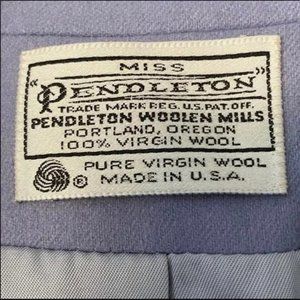 MISS
"PENDLETON"
TRADE MARK REG. U.S. PAT. OFF.
PENDLETON WOOLEN MILLS
PORTLAND, OREGON
100% VIRGIN WOOL
® PURE VIRGIN WOOL
MADE IN U.S.A.